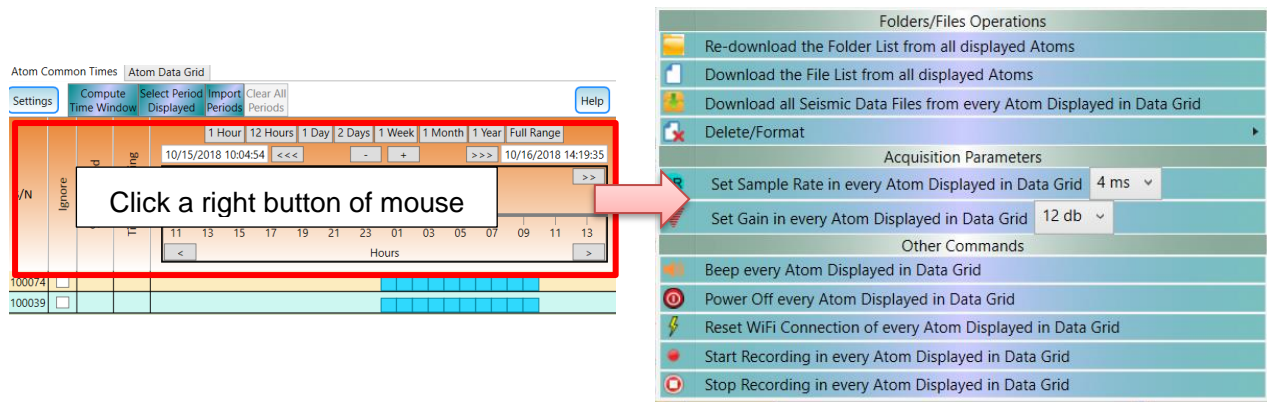 Atom Common Times Atom Data Grid
Settings
Compute
Time Window
Select Period
Displayed
Import
Periods
Clear All
Periods
Help
Ignore
1 Hour 12 Hours 1 Day 2 Days 1 Week 1 Month 1 Year Full Range
10/15/2018 10:04:54 <<< - + >>> 10/16/2018 14:19:35
>>
Click a right button of mouse
11 13 15 17 19 21 23 01 03 05 07 09 11 13
< Hours >
100074
100039
Folders/Files Operations
Re-download the Folder List from all displayed Atoms
Download the File List from all displayed Atoms
Download all Seismic Data Files from every Atom Displayed in Data Grid
Delete/Format
Acquisition Parameters
Set Sample Rate in every Atom Displayed in Data Grid 4 ms
Set Gain in every Atom Displayed in Data Grid 12 db
Other Commands
Beep every Atom Displayed in Data Grid
Power Off every Atom Displayed in Data Grid
Reset WiFi Connection of every Atom Displayed in Data Grid
Start Recording in every Atom Displayed in Data Grid
Stop Recording in every Atom Displayed in Data Grid